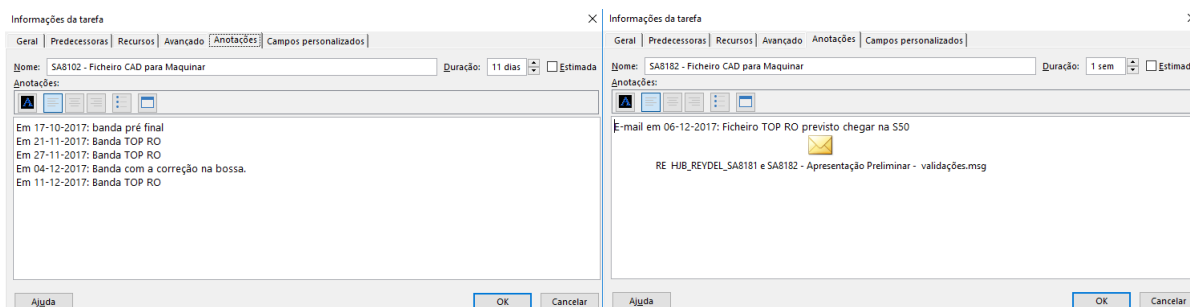 Informações da tarefa
Geral Predecessoras Recursos Avançado Anotações Campos personalizados
Nome: SA8102 - Ficheiro CAD para Maquinar Duração: 11 dias Estimada
Anotações:
A
Em 17-10-2017: banda pré final
Em 21-11-2017: Banda TOP RO
Em 27-11-2017: Banda TOP RO
Em 04-12-2017: Banda com a correção na bossa.
Em 11-12-2017: Banda TOP RO
Ajuda OK Cancelar
Informações da tarefa
Geral Predecessoras Recursos Avançado Anotações Campos personalizados
Nome: SA8182 - Ficheiro CAD para Maquinar Duração: 1 sem Estimad
Anotações:
A
E-mail em 06-12-2017: Ficheiro TOP RO previsto chegar na S50
RE HJB_REYDEL_SA8181 e SA8182 - Apresentação Preliminar - validações.msg
Ajuda OK Cancelar